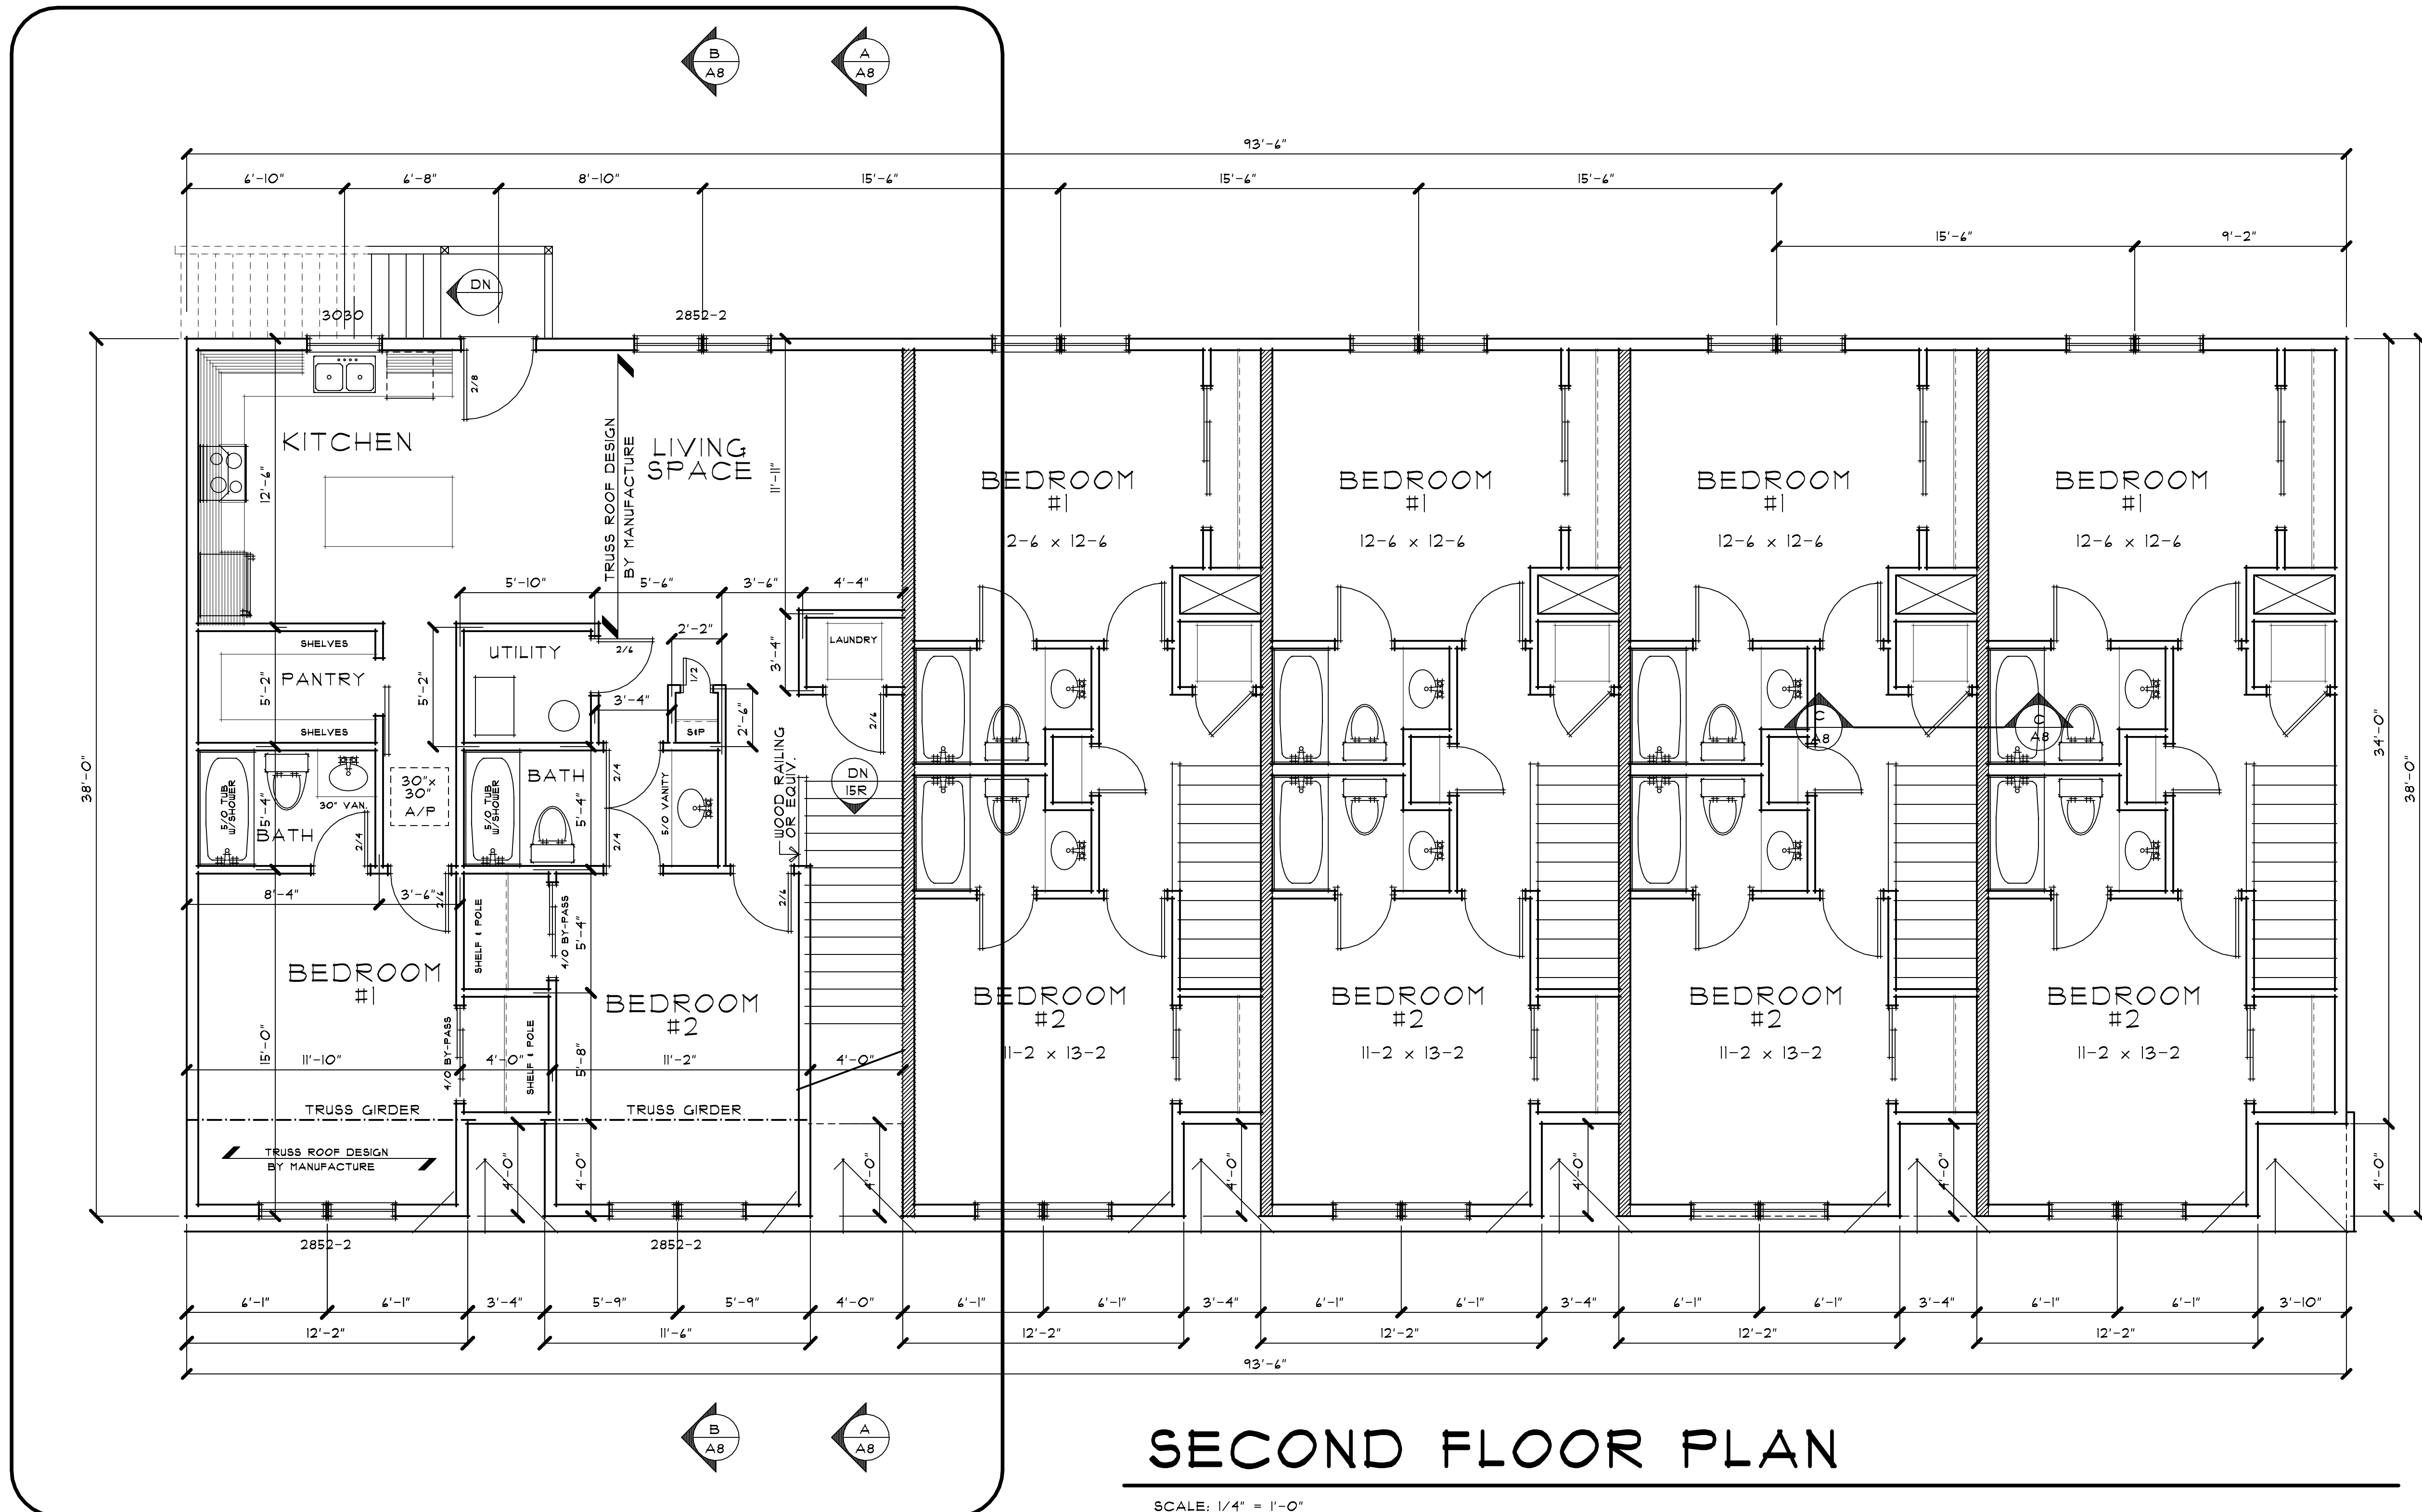 B
A8
A
A8
93'-6"
6'-10"
6'-8"
8'-10"
15'-6"
15'-6"
15'-6"
15'-6"
9'-2"
DN
3030
2852-2
2/8
KITCHEN
LIVING
SPACE
TRUSS ROOF DESIGN
BY MANUFACTURE
12'-6"
11'-11"
BEDROOM
#1
2-6 x 12-6
BEDROOM
#1
12-6 x 12-6
BEDROOM
#1
12-6 x 12-6
BEDROOM
#1
12-6 x 12-6
5'-10"
5'-6"
3'-6"
4'-4"
SHELVES
PANTRY
SHELVES
5'-2"
5'-2"
UTILITY
2/6
2'-2"
1/2
3'-4"
S&P
2'-6"
3'-4"
LAUNDRY
2/6
C
A8
C
A8
38'-0"
34'-0"
38'-0"
5/0 TUB
W/SHOWER
30" VAN.
BATH
5'-4"
2/4
30"x
30"
A/P
5/0 TUB
W/SHOWER
BATH
5'-4"
2/4
2/4
5/0 VANITY
WOOD RAILING
OR EQUIV.
DN
15R
8'-4"
3'-6"
2/6
2/6
SHELF & POLE
4/0 BY-PASS
5'-4"
BEDROOM
#1
BEDROOM
#2
BEDROOM
#2
11-2 x 13-2
BEDROOM
#2
11-2 x 13-2
BEDROOM
#2
11-2 x 13-2
BEDROOM
#2
11-2 x 13-2
15'-0"
11'-10"
4/0 BY-PASS
4'-0"
SHELF & POLE
5'-8"
11'-2"
4'-0"
TRUSS GIRDER
TRUSS GIRDER
TRUSS ROOF DESIGN
BY MANUFACTURE
4'-0"
4'-0"
4'-0"
4'-0"
4'-0"
4'-0"
4'-0"
2852-2
2852-2
6'-1"
6'-1"
3'-4"
5'-9"
5'-9"
4'-0"
6'-1"
6'-1"
3'-4"
6'-1"
6'-1"
3'-4"
6'-1"
6'-1"
3'-4"
6'-1"
6'-1"
3'-10"
12'-2"
11'-6"
12'-2"
12'-2"
12'-2"
12'-2"
93'-6"
B
A8
A
A8
SECOND FLOOR PLAN
SCALE: 1/4" = 1'-0"